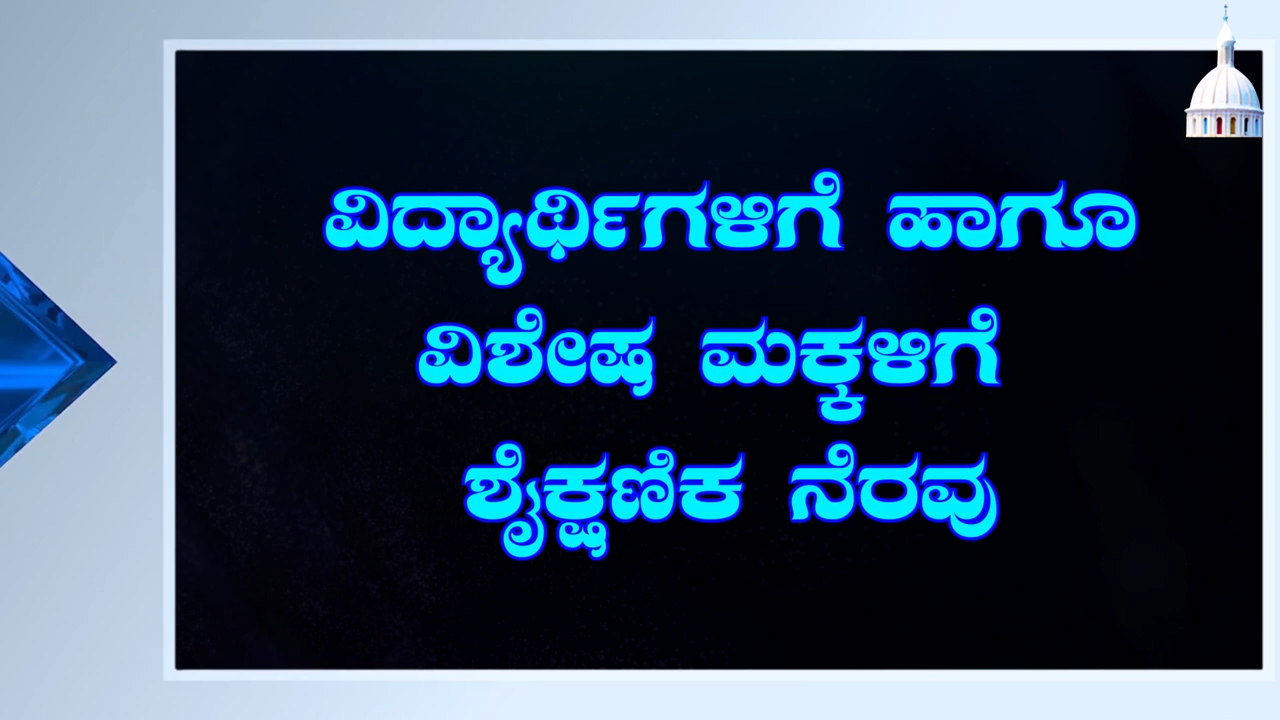 ವಿದ್ಯಾರ್ಥಿಗಳಿಗೆ ಹಾಗೂ
ವಿಶೇಷ ಮಕ್ಕಳಿಗೆ
ಶೈಕ್ಷಣಿಕ ನೆರವು